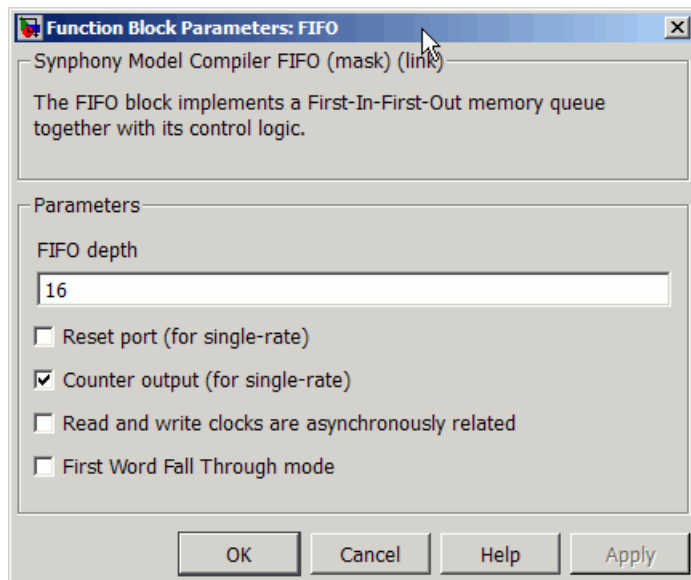 Function Block Parameters: FIFO
Synphony Model Compiler FIFO (mask) (link)
The FIFO block implements a First-In-First-Out memory queue
together with its control logic.
Parameters
FIFO depth
16
Reset port (for single-rate)
Counter output (for single-rate)
Read and write clocks are asynchronously related
First Word Fall Through mode
OK Cancel Help Apply